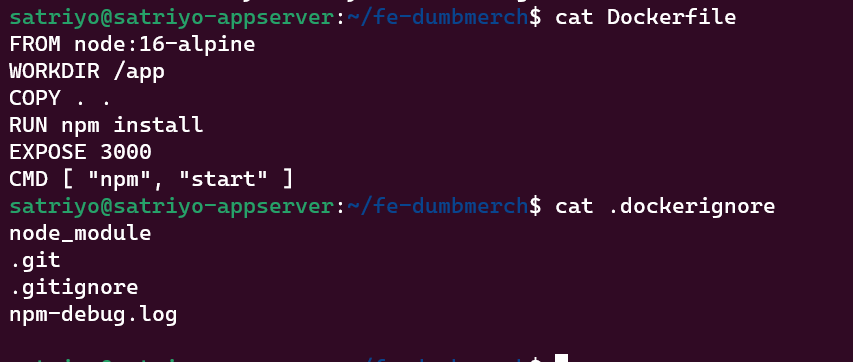 satriyo@satriyo-appserver:~/fe-dumbmerch$ cat Dockerfile
FROM node:16-alpine
WORKDIR /app
COPY . .
RUN npm install
EXPOSE 3000
CMD [ "npm", "start" ]
satriyo@satriyo-appserver:~/fe-dumbmerch$ cat .dockerignore
node_module
.git
.gitignore
npm-debug.log